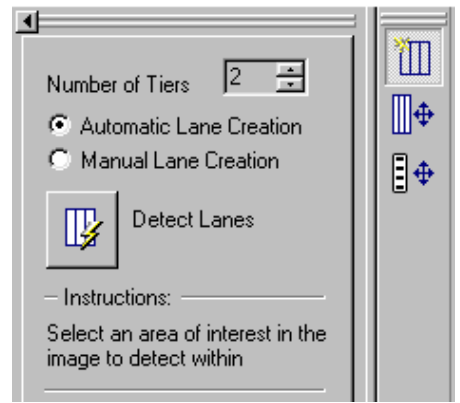 Number of Tiers 2
Automatic Lane Creation
Manual Lane Creation
Detect Lanes
Instructions:
Select an area of interest in the
image to detect within